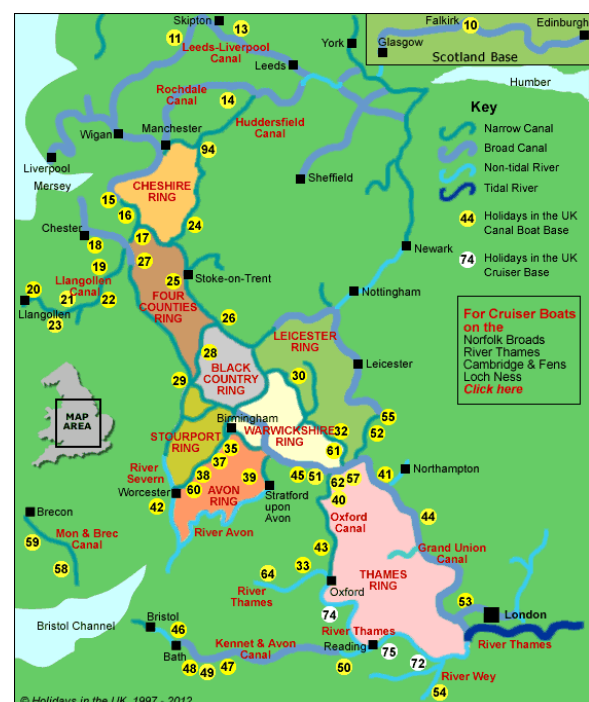 Falkirk
10
Edinburgh
Glasgow
Scotland Base
Skipton
13
11
Leeds-Liverpool
Canal
York
Leeds
Humber
Rochdale
Canal
14
Huddersfield
Canal
Key
Narrow Canal
Broad Canal
Non-tidal River
Tidal River
44
Holidays in the UK
Canal Boat Base
74
Holidays in the UK
Cruiser Base
Wigan
Manchester
94
Liverpool
Mersey
Sheffield
CHESHIRE
RING
15
16
24
Chester
18
17
27
Newark
19
Llangollen
Canal
20
21
22
25
Stoke-on-Trent
Llangollen
23
FOUR
COUNTIES
RING
26
Nottingham
For Cruiser Boats
on the
Norfolk Broads
River Thames
Cambridge & Fens
Loch Ness
Click here
LEICESTER
RING
28
BLACK
COUNTRY
RING
29
30
Leicester
MAP
AREA
Birmingham
WARWICKSHIRE
RING
32
55
52
61
STOURPORT
RING
35
37
38
River
Severn
Worcester
42
60
39
AVON
RING
Stratford
upon
Avon
45
51
62
57
40
41
Northampton
Brecon
Mon & Brec
Canal
59
58
River Avon
Oxford
Canal
44
43
Grand Union
Canal
33
64
River
Thames
Oxford
THAMES
RING
53
London
74
Bristol Channel
Bristol
46
Bath
Kennet & Avon
Canal
48
49
47
River Thames
Reading
50
75
72
River Thames
River Wey
54
© Holidays in the UK, 1997 - 2012